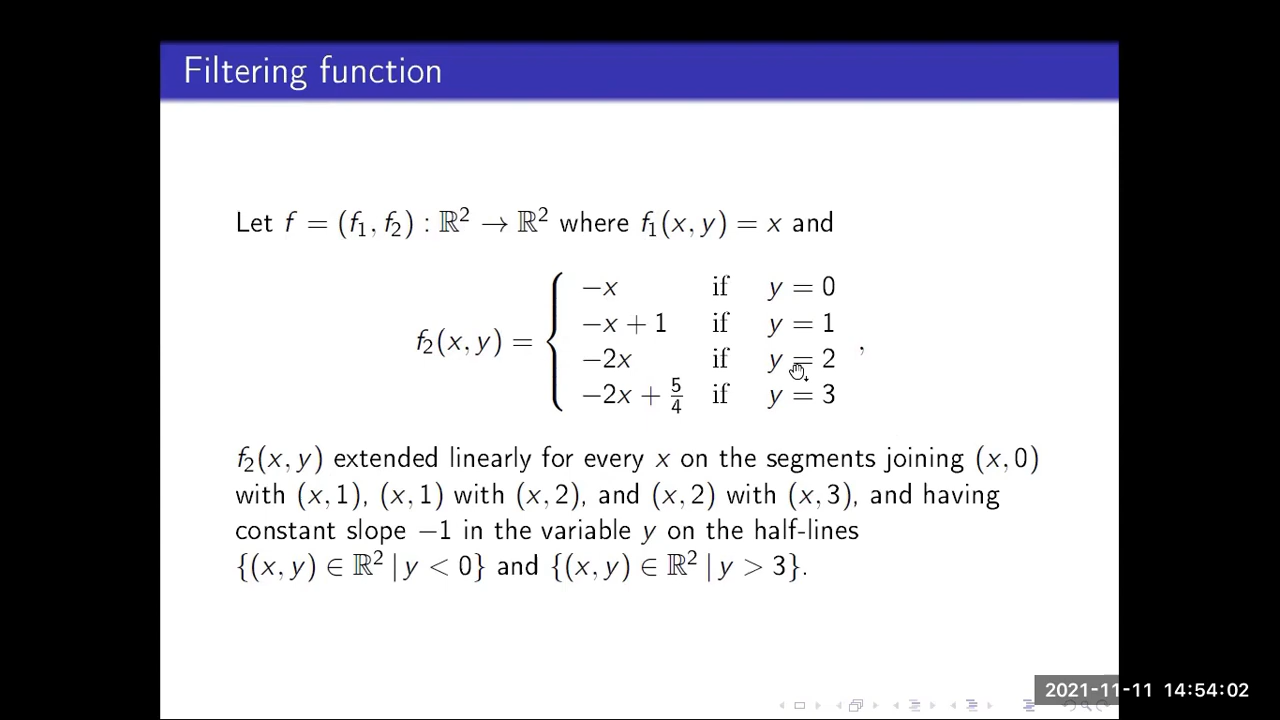 Filtering function
Let f = (f₁, f₂) : ℝ² → ℝ² where f₁(x, y) = x and
f₂(x, y) = { −x if y = 0
−x + 1 if y = 1
−2x if y = 2
−2x + 5/4 if y = 3 ,
f₂(x, y) extended linearly for every x on the segments joining (x, 0)
with (x, 1), (x, 1) with (x, 2), and (x, 2) with (x, 3), and having
constant slope −1 in the variable y on the half-lines
{(x, y) ∈ ℝ² | y < 0} and {(x, y) ∈ ℝ² | y > 3}.
2021-11-11 14:54:02